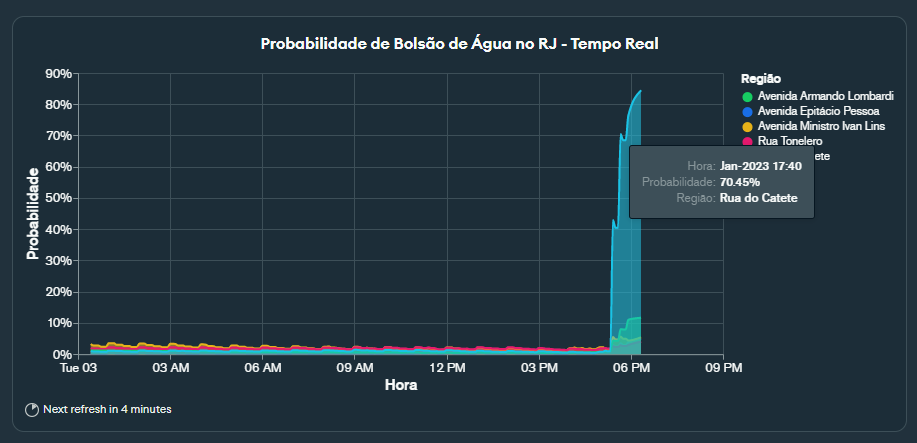 Probabilidade de Bolsão de Água no RJ - Tempo Real
90%
80%
70%
60%
50%
40%
30%
20%
10%
0%
Probabilidade
Tue 03
03 AM
06 AM
09 AM
12 PM
03 PM
06 PM
09 PM
Hora
Região
Avenida Armando Lombardi
Avenida Epitácio Pessoa
Avenida Ministro Ivan Lins
Rua Tonelero
ete
Hora: Jan-2023 17:40
Probabilidade: 70.45%
Região: Rua do Catete
Next refresh in 4 minutes